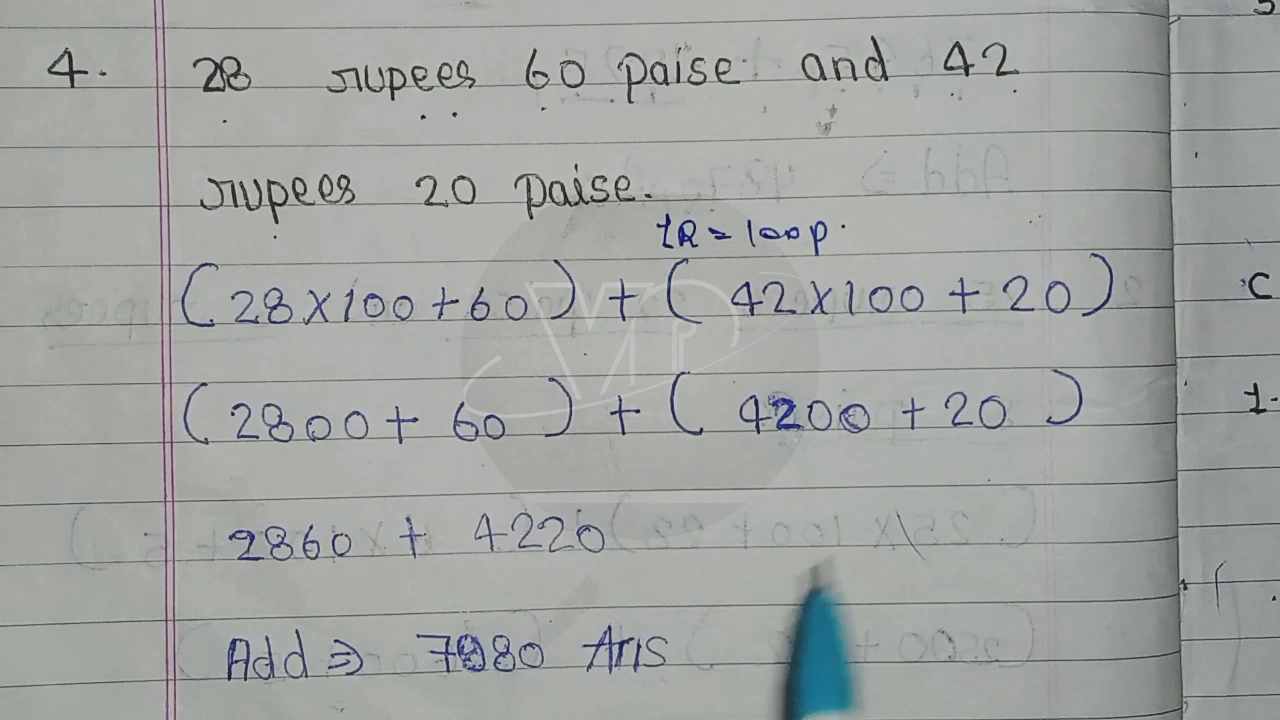 4. 28 rupees 60 paise and 42
rupees 20 paise.
1R = 100p.
(28×100+60) + (42×100+20)
(2800+60) + (4200+20)
2860 + 4220
Add ⇒ 7080 Ans